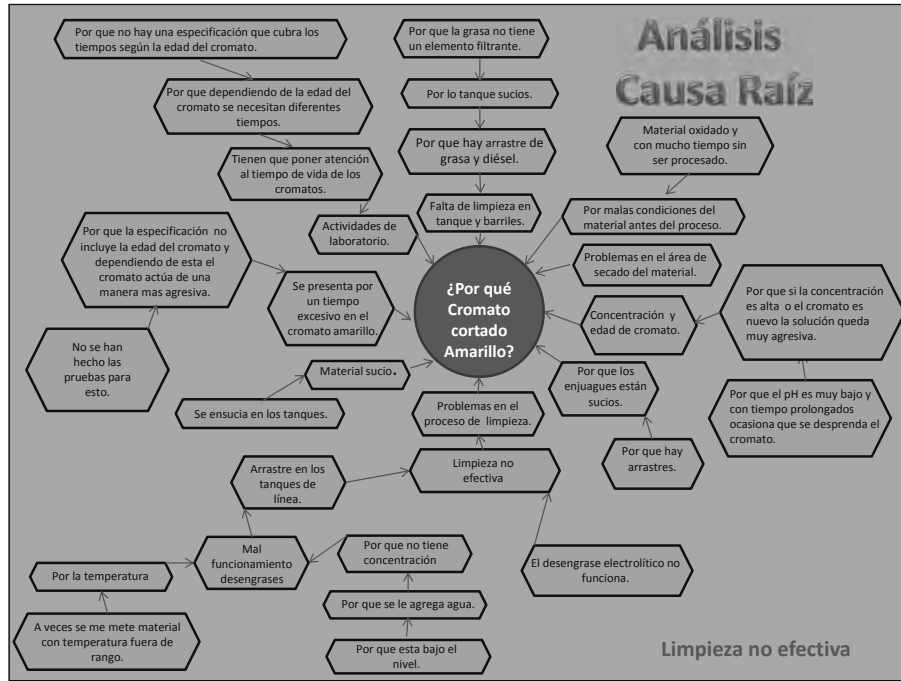 Análisis
Causa Raíz
Por que no hay una especificación que cubra los
tiempos según la edad del cromato.
Por que dependiendo de la edad del
cromato se necesitan diferentes
tiempos.
Tienen que poner atención
al tiempo de vida de los
cromatos.
Actividades de
laboratorio.
Por que la grasa no tiene
un elemento filtrante.
Por lo tanque sucios.
Por que hay arrastre de
grasa y diésel.
Falta de limpieza en
tanque y barriles.
Material oxidado y
con mucho tiempo sin
ser procesado.
Por malas condiciones del
material antes del proceso.
Problemas en el área de
secado del material.
Concentración y
edad de cromato.
Por que si la concentración
es alta o el cromato es
nuevo la solución queda
muy agresiva.
Por que el pH es muy bajo y
con tiempo prolongados
ocasiona que se desprenda el
cromato.
Por que los
enjuagues están
sucios.
Por que hay
arrastres.
¿Por qué
Cromato
cortado
Amarillo?
Por que la especificación no
incluye la edad del cromato y
dependiendo de esta el
cromato actúa de una
manera mas agresiva.
Se presenta por
un tiempo
excesivo en el
cromato amarillo.
No se han
hecho las
pruebas para
esto.
Material sucio.
Se ensucia en los tanques.
Problemas en el
proceso de limpieza.
Limpieza no
efectiva
Arrastre en los
tanques de
línea.
Mal
funcionamiento
desengrases
Por la temperatura
A veces se me mete material
con temperatura fuera de
rango.
Por que no tiene
concentración
Por que se le agrega agua.
Por que esta bajo el
nivel.
El desengrase electrolítico no
funciona.
Limpieza no efectiva